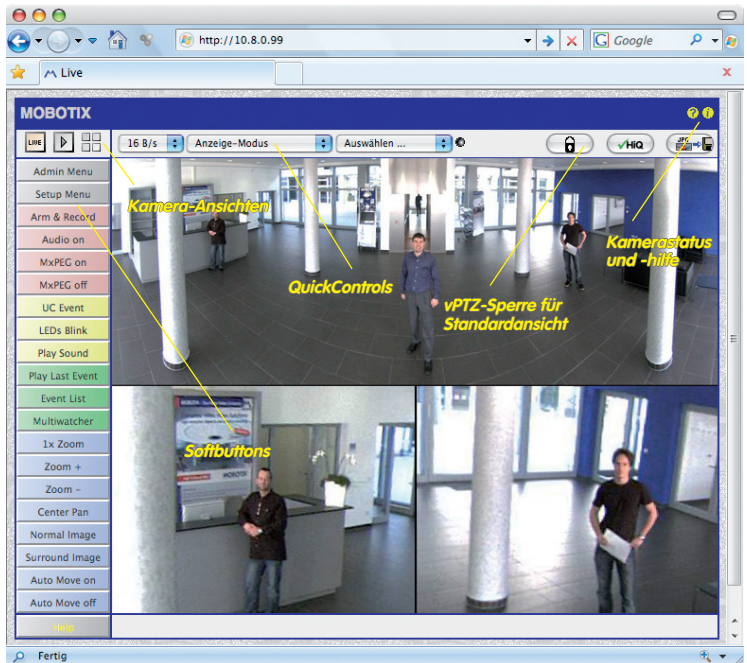 http://10.8.0.99
Google
Live
MOBOTIX
LIVE
16 B/s
Anzeige-Modus
Auswählen ...
HiQ
JPG
Admin Menu
Setup Menu
Arm & Record
Audio on
MxPEG on
MxPEG off
UC Event
LEDs Blink
Play Sound
Play Last Event
Event List
Multiwatcher
1x Zoom
Zoom +
Zoom –
Center Pan
Normal Image
Surround Image
Auto Move on
Auto Move off
Help
Kamera-Ansichten
QuickControls
vPTZ-Sperre für
Standardansicht
Kamerastatus
und -hilfe
Softbuttons
MOBOTIX
Fertig